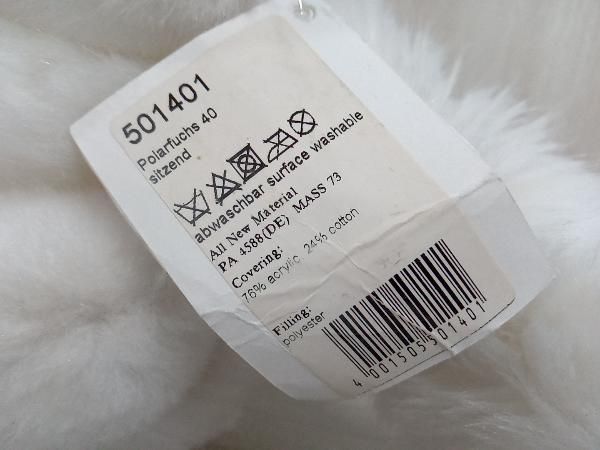 501401
Polarfuchs 40
sitzend
abwaschbar surface washable
All New Material
PA 4588(DE) MASS 73
Covering:
76% acrylic, 24% cotton
Filling:
polyester
4 001505 501401